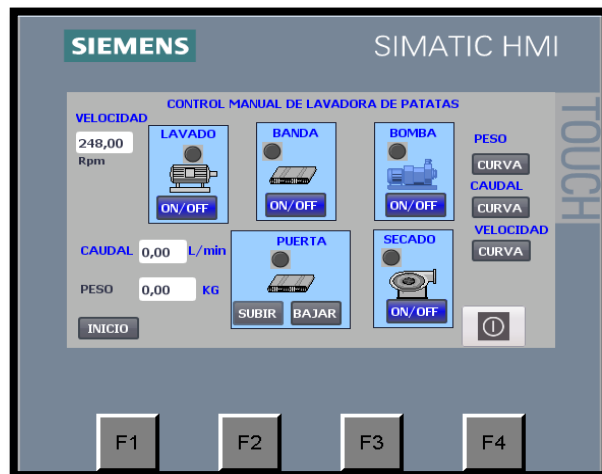 SIEMENS
SIMATIC HMI
TOUCH
CONTROL MANUAL DE LAVADORA DE PATATAS
VELOCIDAD
248,00
Rpm
LAVADO
ON/OFF
BANDA
ON/OFF
BOMBA
ON/OFF
PESO
CURVA
CAUDAL
CURVA
VELOCIDAD
CURVA
CAUDAL 0,00 L/min
PESO 0,00 KG
PUERTA
SUBIR BAJAR
SECADO
ON/OFF
INICIO
F1 F2 F3 F4